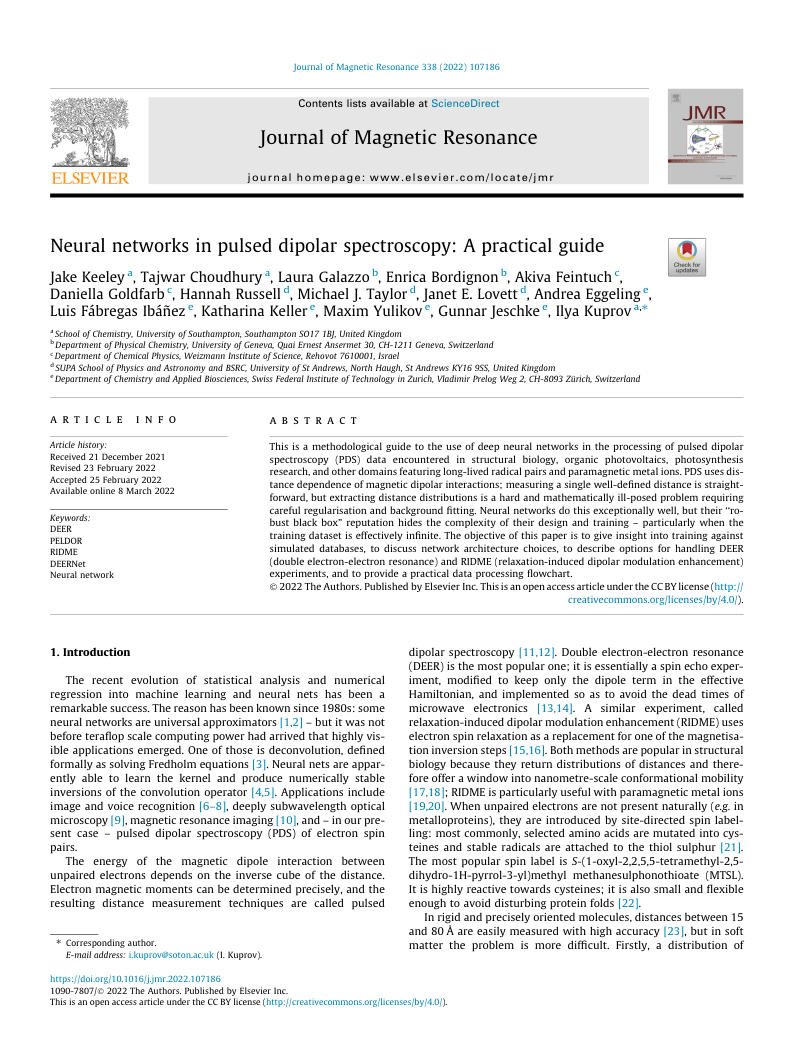 Journal of Magnetic Resonance 338 (2022) 107186
Contents lists available at ScienceDirect
Journal of Magnetic Resonance
journal homepage: www.elsevier.com/locate/jmr
ELSEVIER
JMR
Neural networks in pulsed dipolar spectroscopy: A practical guide
Check for
updates
Jake Keeley a, Tajwar Choudhury a, Laura Galazzo b, Enrica Bordignon b, Akiva Feintuch c,
Daniella Goldfarb c, Hannah Russell d, Michael J. Taylor d, Janet E. Lovett d, Andrea Eggeling e,
Luis Fábregas Ibáñez e, Katharina Keller e, Maxim Yulikov e, Gunnar Jeschke e, Ilya Kuprov a,*
a School of Chemistry, University of Southampton, Southampton SO17 1BJ, United Kingdom
b Department of Physical Chemistry, University of Geneva, Quai Ernest Ansermet 30, CH-1211 Geneva, Switzerland
c Department of Chemical Physics, Weizmann Institute of Science, Rehovot 7610001, Israel
d SUPA School of Physics and Astronomy and BSRC, University of St Andrews, North Haugh, St Andrews KY16 9SS, United Kingdom
e Department of Chemistry and Applied Biosciences, Swiss Federal Institute of Technology in Zurich, Vladimir Prelog Weg 2, CH-8093 Zürich, Switzerland
ARTICLE INFO
Article history:
Received 21 December 2021
Revised 23 February 2022
Accepted 25 February 2022
Available online 8 March 2022
Keywords:
DEER
PELDOR
RIDME
DEERNet
Neural network
ABSTRACT
This is a methodological guide to the use of deep neural networks in the processing of pulsed dipolar
spectroscopy (PDS) data encountered in structural biology, organic photovoltaics, photosynthesis
research, and other domains featuring long-lived radical pairs and paramagnetic metal ions. PDS uses dis-
tance dependence of magnetic dipolar interactions; measuring a single well-defined distance is straight-
forward, but extracting distance distributions is a hard and mathematically ill-posed problem requiring
careful regularisation and background fitting. Neural networks do this exceptionally well, but their "ro-
bust black box" reputation hides the complexity of their design and training – particularly when the
training dataset is effectively infinite. The objective of this paper is to give insight into training against
simulated databases, to discuss network architecture choices, to describe options for handling DEER
(double electron-electron resonance) and RIDME (relaxation-induced dipolar modulation enhancement)
experiments, and to provide a practical data processing flowchart.
© 2022 The Authors. Published by Elsevier Inc. This is an open access article under the CC BY license (http://
creativecommons.org/licenses/by/4.0/).
1. Introduction
The recent evolution of statistical analysis and numerical
regression into machine learning and neural nets has been a
remarkable success. The reason has been known since 1980s: some
neural networks are universal approximators [1,2] – but it was not
before teraflop scale computing power had arrived that highly vis-
ible applications emerged. One of those is deconvolution, defined
formally as solving Fredholm equations [3]. Neural nets are appar-
ently able to learn the kernel and produce numerically stable
inversions of the convolution operator [4,5]. Applications include
image and voice recognition [6–8], deeply subwavelength optical
microscopy [9], magnetic resonance imaging [10], and – in our pre-
sent case – pulsed dipolar spectroscopy (PDS) of electron spin
pairs.
The energy of the magnetic dipole interaction between
unpaired electrons depends on the inverse cube of the distance.
Electron magnetic moments can be determined precisely, and the
resulting distance measurement techniques are called pulsed
dipolar spectroscopy [11,12]. Double electron-electron resonance
(DEER) is the most popular one; it is essentially a spin echo exper-
iment, modified to keep only the dipole term in the effective
Hamiltonian, and implemented so as to avoid the dead times of
microwave electronics [13,14]. A similar experiment, called
relaxation-induced dipolar modulation enhancement (RIDME) uses
electron spin relaxation as a replacement for one of the magnetisa-
tion inversion steps [15,16]. Both methods are popular in structural
biology because they return distributions of distances and there-
fore offer a window into nanometre-scale conformational mobility
[17,18]; RIDME is particularly useful with paramagnetic metal ions
[19,20]. When unpaired electrons are not present naturally (e.g. in
metalloproteins), they are introduced by site-directed spin label-
ling: most commonly, selected amino acids are mutated into cys-
teines and stable radicals are attached to the thiol sulphur [21].
The most popular spin label is S-(1-oxyl-2,2,5,5-tetramethyl-2,5-
dihydro-1H-pyrrol-3-yl)methyl methanesulphonothioate (MTSL).
It is highly reactive towards cysteines; it is also small and flexible
enough to avoid disturbing protein folds [22].
In rigid and precisely oriented molecules, distances between 15
and 80 Å are easily measured with high accuracy [23], but in soft
matter the problem is more difficult. Firstly, a distribution of
* Corresponding author.
E-mail address: i.kuprov@soton.ac.uk (I. Kuprov).
https://doi.org/10.1016/j.jmr.2022.107186
1090-7807/© 2022 The Authors. Published by Elsevier Inc.
This is an open access article under the CC BY license (http://creativecommons.org/licenses/by/4.0/).